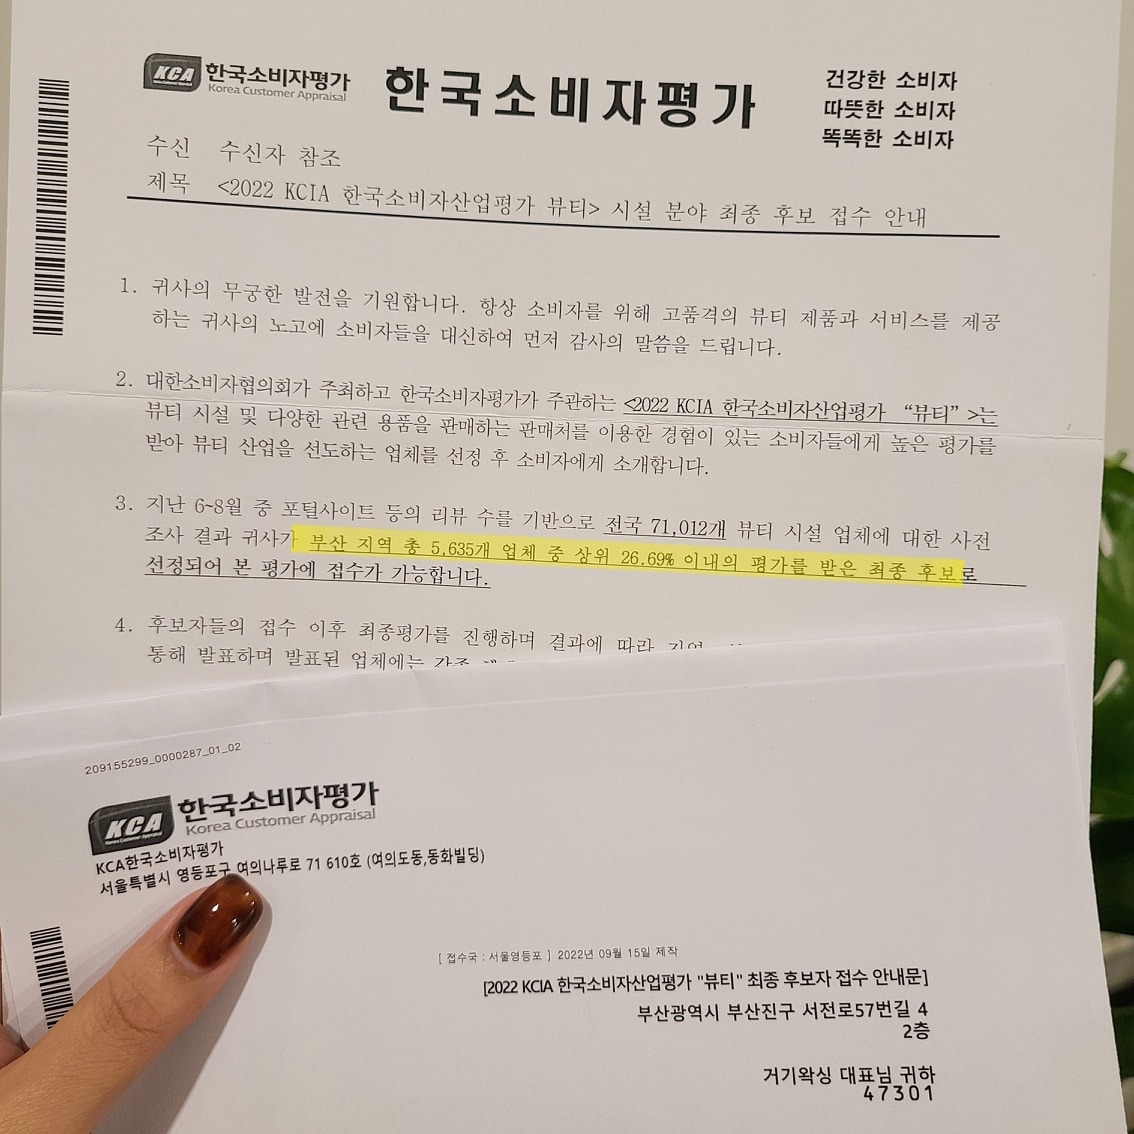 KCA 한국소비자평가
Korea Customer Appraisal
한국소비자평가
건강한 소비자
따뜻한 소비자
똑똑한 소비자
수신 수신자 참조
제목 <2022 KCIA 한국소비자산업평가 뷰티> 시설 분야 최종 후보 접수 안내
1. 귀사의 무궁한 발전을 기원합니다. 항상 소비자를 위해 고품격의 뷰티 제품과 서비스를 제공
하는 귀사의 노고에 소비자들을 대신하여 먼저 감사의 말씀을 드립니다.
2. 대한소비자협의회가 주최하고 한국소비자평가가 주관하는 <2022 KCIA 한국소비자산업평가 “뷰티”>는
뷰티 시설 및 다양한 관련 용품을 판매하는 판매처를 이용한 경험이 있는 소비자들에게 높은 평가를
받아 뷰티 산업을 선도하는 업체를 선정 후 소비자에게 소개합니다.
3. 지난 6~8월 중 포털사이트 등의 리뷰 수를 기반으로 전국 71,012개 뷰티 시설 업체에 대한 사전
조사 결과 귀사가 부산 지역 총 5,635개 업체 중 상위 26.69% 이내의 평가를 받은 최종 후보로
선정되어 본 평가에 접수가 가능합니다.
4. 후보자들의 접수 이후 최종평가를 진행하며 결과에 따라
통해 발표하며 발표된 업체에는 각종
209155299_0000287_01_02
KCA 한국소비자평가
Korea Customer Appraisal
KCA한국소비자평가
서울특별시 영등포구 여의나루로 71 610호 (여의도동,동화빌딩)
[ 접수국 : 서울영등포 ] 2022년 09월 15일 제작
[2022 KCIA 한국소비자산업평가 "뷰티" 최종 후보자 접수 안내문]
부산광역시 부산진구 서전로57번길 4
2층
거기왁싱 대표님 귀하
47301